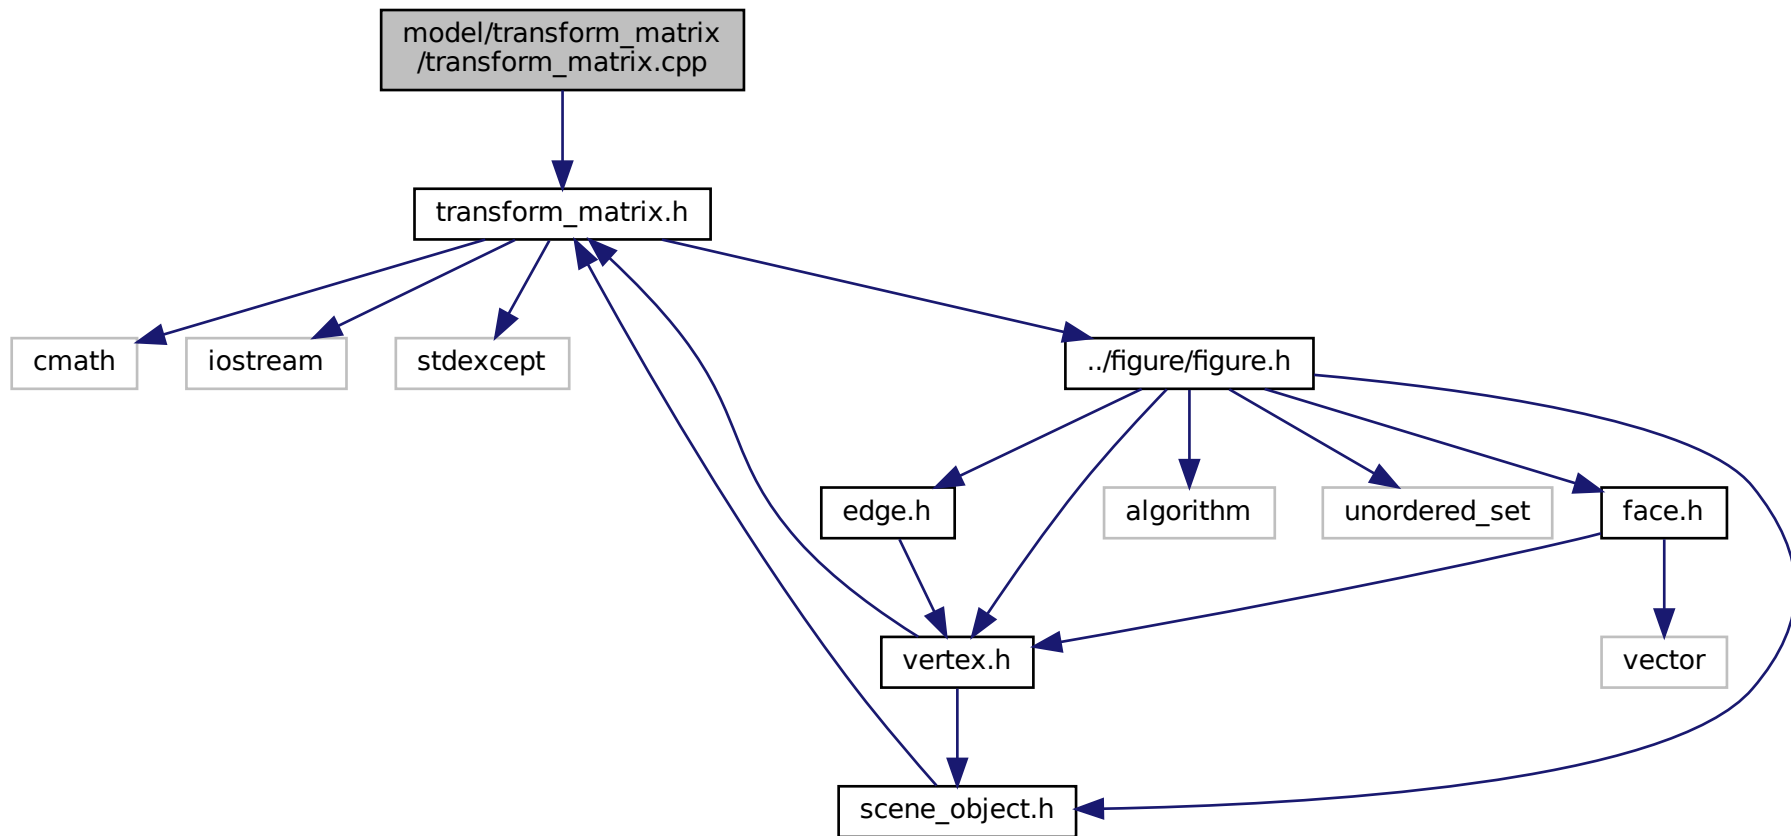 model/transform_matrix
/transform_matrix.cpp
transform_matrix.h
cmath
iostream
stdexcept
../figure/figure.h
edge.h
algorithm
unordered_set
face.h
vertex.h
vector
scene_object.h